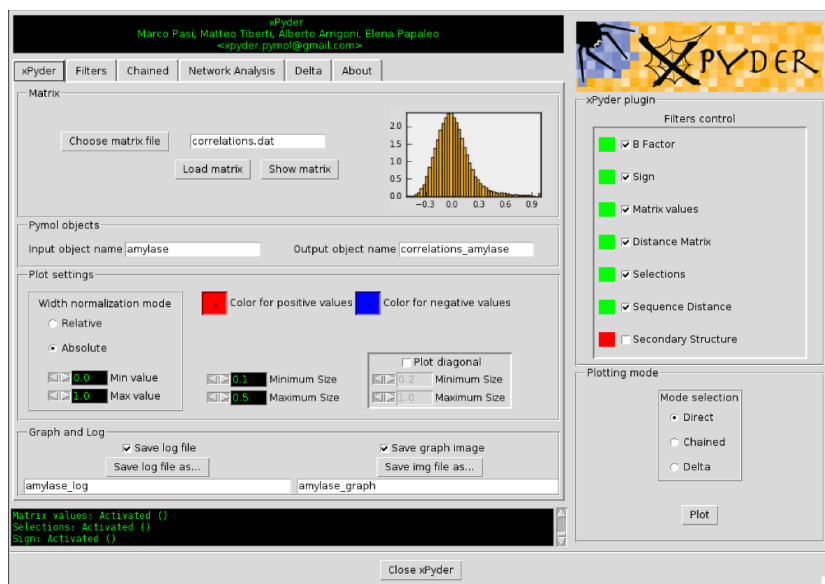 xPyder
Marco Pasi, Matteo Tiberti, Alberto Arrigoni, Elena Papaleo
<xpyder.pymol@gmail.com>
XPYDER
xPyder Filters Chained Network Analysis Delta About
Matrix
Choose matrix file correlations.dat
Load matrix Show matrix
2.0
1.5
1.0
0.5
0.0
-0.3 0.0 0.3 0.6 0.9
Pymol objects
Input object name amylase Output object name correlations_amylase
Plot settings
Width normalization mode
Relative
Absolute
0.0 Min value
1.0 Max value
+ Color for positive values - Color for negative values
0.1 Minimum Size
0.5 Maximum Size
Plot diagonal
0.2 Minimum Size
1.0 Maximum Size
Graph and Log
Save log file Save graph image
Save log file as... Save img file as...
amylase_log amylase_graph
Matrix values: Activated ()
Selections: Activated ()
Sign: Activated ()
xPyder plugin
Filters control
B Factor
Sign
Matrix values
Distance Matrix
Selections
Sequence Distance
Secondary Structure
Plotting mode
Mode selection
Direct
Chained
Delta
Plot
Close xPyder